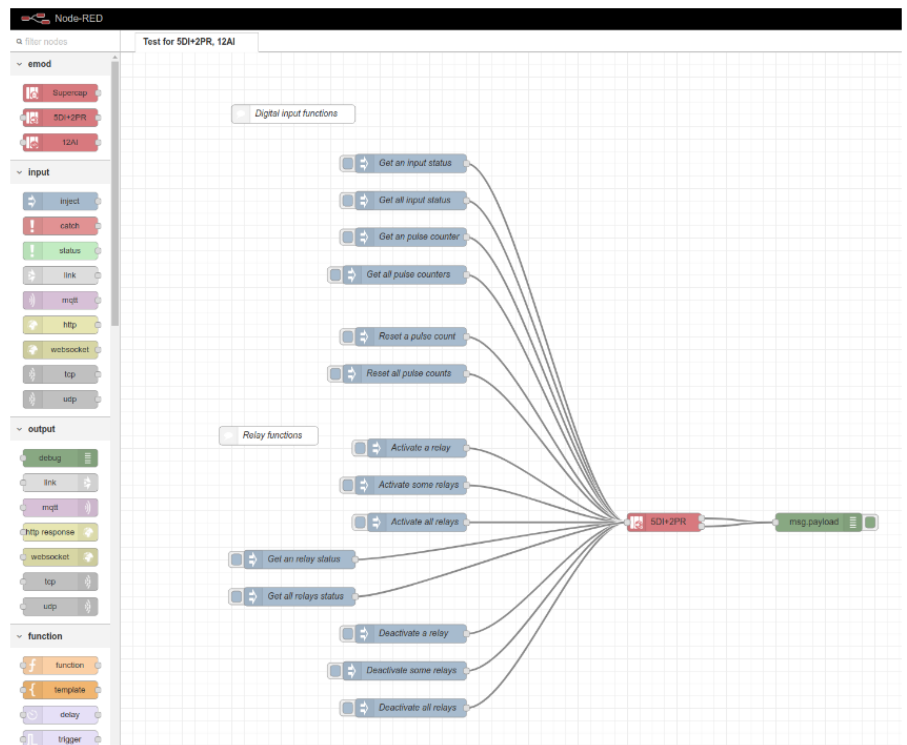 Node-RED
filter nodes
Test for 5DI+2PR, 12AI
emod
Supercap
5DI+2PR
12AI
input
inject
catch
status
link
mqtt
http
websocket
tcp
udp
output
debug
link
mqtt
http response
websocket
tcp
udp
function
function
template
delay
trigger
Digital input functions
Get an input status
Get all input status
Get an pulse counter
Get all pulse counters
Reset a pulse count
Reset all pulse counts
Relay functions
Activate a relay
Activate some relays
Activate all relays
Get an relay status
Get all relays status
Deactivate a relay
Deactivate some relays
Deactivate all relays
5DI+2PR
msg.payload